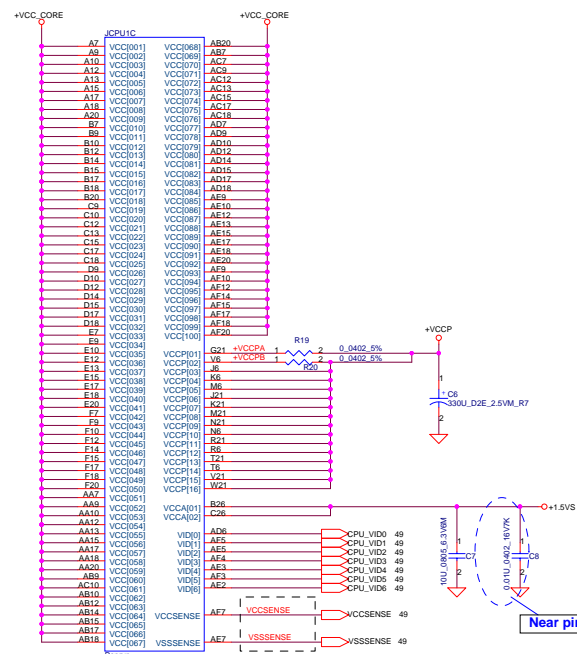 +VCC_CORE +VCC_CORE
JCPU1C
A7 VCC[001] VCC[068] AB20
A9 VCC[002] VCC[069] AB7
A10 VCC[003] VCC[070] AC7
A12 VCC[004] VCC[071] AC9
A13 VCC[005] VCC[072] AC12
A15 VCC[006] VCC[073] AC13
A17 VCC[007] VCC[074] AC15
A18 VCC[008] VCC[075] AC17
A20 VCC[009] VCC[076] AC18
B7 VCC[010] VCC[077] AD7
B9 VCC[011] VCC[078] AD9
B10 VCC[012] VCC[079] AD10
B12 VCC[013] VCC[080] AD12
B14 VCC[014] VCC[081] AD14
B15 VCC[015] VCC[082] AD15
B17 VCC[016] VCC[083] AD17
B18 VCC[017] VCC[084] AD18
B20 VCC[018] VCC[085] AE9
C9 VCC[019] VCC[086] AE10
C10 VCC[020] VCC[087] AE12
C12 VCC[021] VCC[088] AE13
C13 VCC[022] VCC[089] AE15
C15 VCC[023] VCC[090] AE17
C17 VCC[024] VCC[091] AE18
C18 VCC[025] VCC[092] AE20
D9 VCC[026] VCC[093] AF9
D10 VCC[027] VCC[094] AF10
D12 VCC[028] VCC[095] AF12
D14 VCC[029] VCC[096] AF14
D15 VCC[030] VCC[097] AF15
D17 VCC[031] VCC[098] AF17
D18 VCC[032] VCC[099] AF18
E7 VCC[033] VCC[100] AF20
E9 VCC[034]
E10 VCC[035] VCCP[01] G21 +VCCPA 1 R19 2 0_0402_5%
E12 VCC[036] VCCP[02] V6 +VCCPB 1 R20 2 0_0402_5%
E13 VCC[037] VCCP[03] J6
E15 VCC[038] VCCP[04] K6
E17 VCC[039] VCCP[05] M6
E18 VCC[040] VCCP[06] J21
E20 VCC[041] VCCP[07] K21
F7 VCC[042] VCCP[08] M21
F9 VCC[043] VCCP[09] N21
F10 VCC[044] VCCP[10] N6
F12 VCC[045] VCCP[11] R21
F14 VCC[046] VCCP[12] R6
F15 VCC[047] VCCP[13] T21
F17 VCC[048] VCCP[14] T6
F18 VCC[049] VCCP[15] V21
F20 VCC[050] VCCP[16] W21
AA7 VCC[051]
AA9 VCC[052] VCCA[01] B26
AA10 VCC[053] VCCA[02] C26
AA12 VCC[054]
AA13 VCC[055] VID[0] AD6 CPU_VID0 49
AA15 VCC[056] VID[1] AF5 CPU_VID1 49
AA17 VCC[057] VID[2] AE5 CPU_VID2 49
AA18 VCC[058] VID[3] AF4 CPU_VID3 49
AA20 VCC[059] VID[4] AE3 CPU_VID4 49
AB9 VCC[060] VID[5] AF3 CPU_VID5 49
AC10 VCC[061] VID[6] AE2 CPU_VID6 49
AB10 VCC[062]
AB12 VCC[063]
AB14 VCC[064] VCCSENSE AF7 VCCSENSE VCCSENSE 49
AB15 VCC[065]
AB17 VCC[066]
AB18 VCC[067] VSSSENSE AE7 VSSSENSE VSSSENSE 49
+VCCP
1
+ C6
330U_D2E_2.5VM_R7
2
+1.5VS
1
C7
10U_0805_6.3V6M
2
1
C8
0.01U_0402_16V7K
2
Near pin